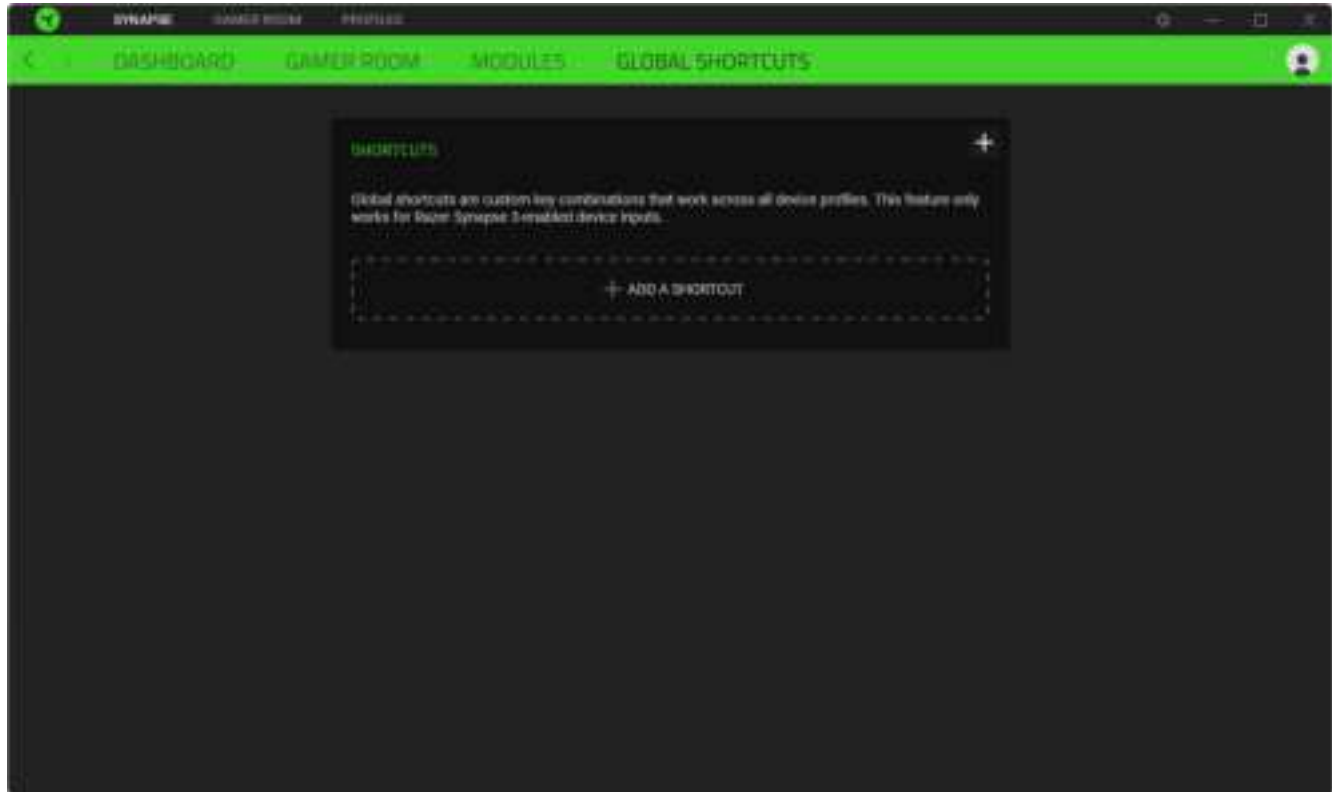 SYNAPSE GAMER ROOM PROFILES
DASHBOARD GAMER ROOM MODULES GLOBAL SHORTCUTS
SHORTCUTS
Global shortcuts are custom key combinations that work across all device profiles. This feature only
works for Razer Synapse 3-enabled device inputs.
ADD A SHORTCUT